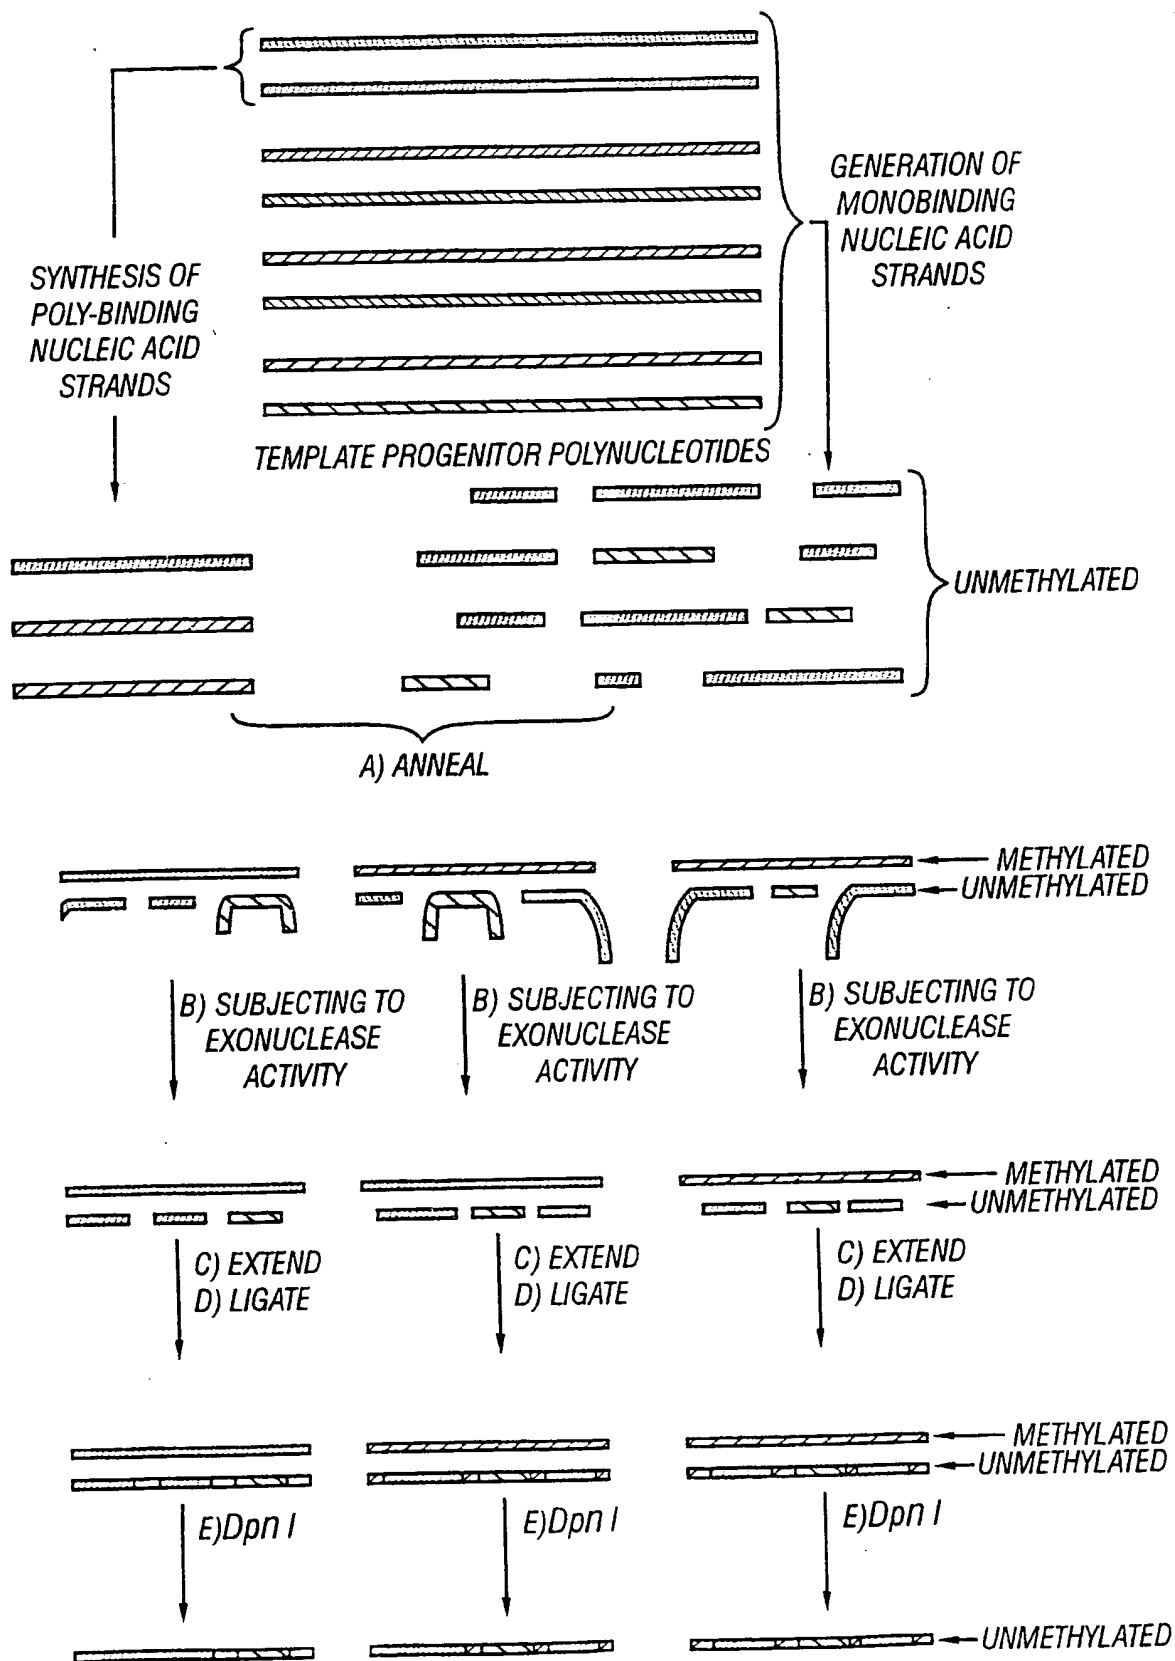 GENERATION OF
MONOBINDING
NUCLEIC ACID
STRANDS
SYNTHESIS OF
POLY-BINDING
NUCLEIC ACID
STRANDS
TEMPLATE PROGENITOR POLYNUCLEOTIDES
UNMETHYLATED
A) ANNEAL
METHYLATED
UNMETHYLATED
B) SUBJECTING TO
EXONUCLEASE
ACTIVITY
B) SUBJECTING TO
EXONUCLEASE
ACTIVITY
B) SUBJECTING TO
EXONUCLEASE
ACTIVITY
METHYLATED
UNMETHYLATED
C) EXTEND
D) LIGATE
C) EXTEND
D) LIGATE
C) EXTEND
D) LIGATE
METHYLATED
UNMETHYLATED
E)Dpn I
E)Dpn I
E)Dpn I
UNMETHYLATED